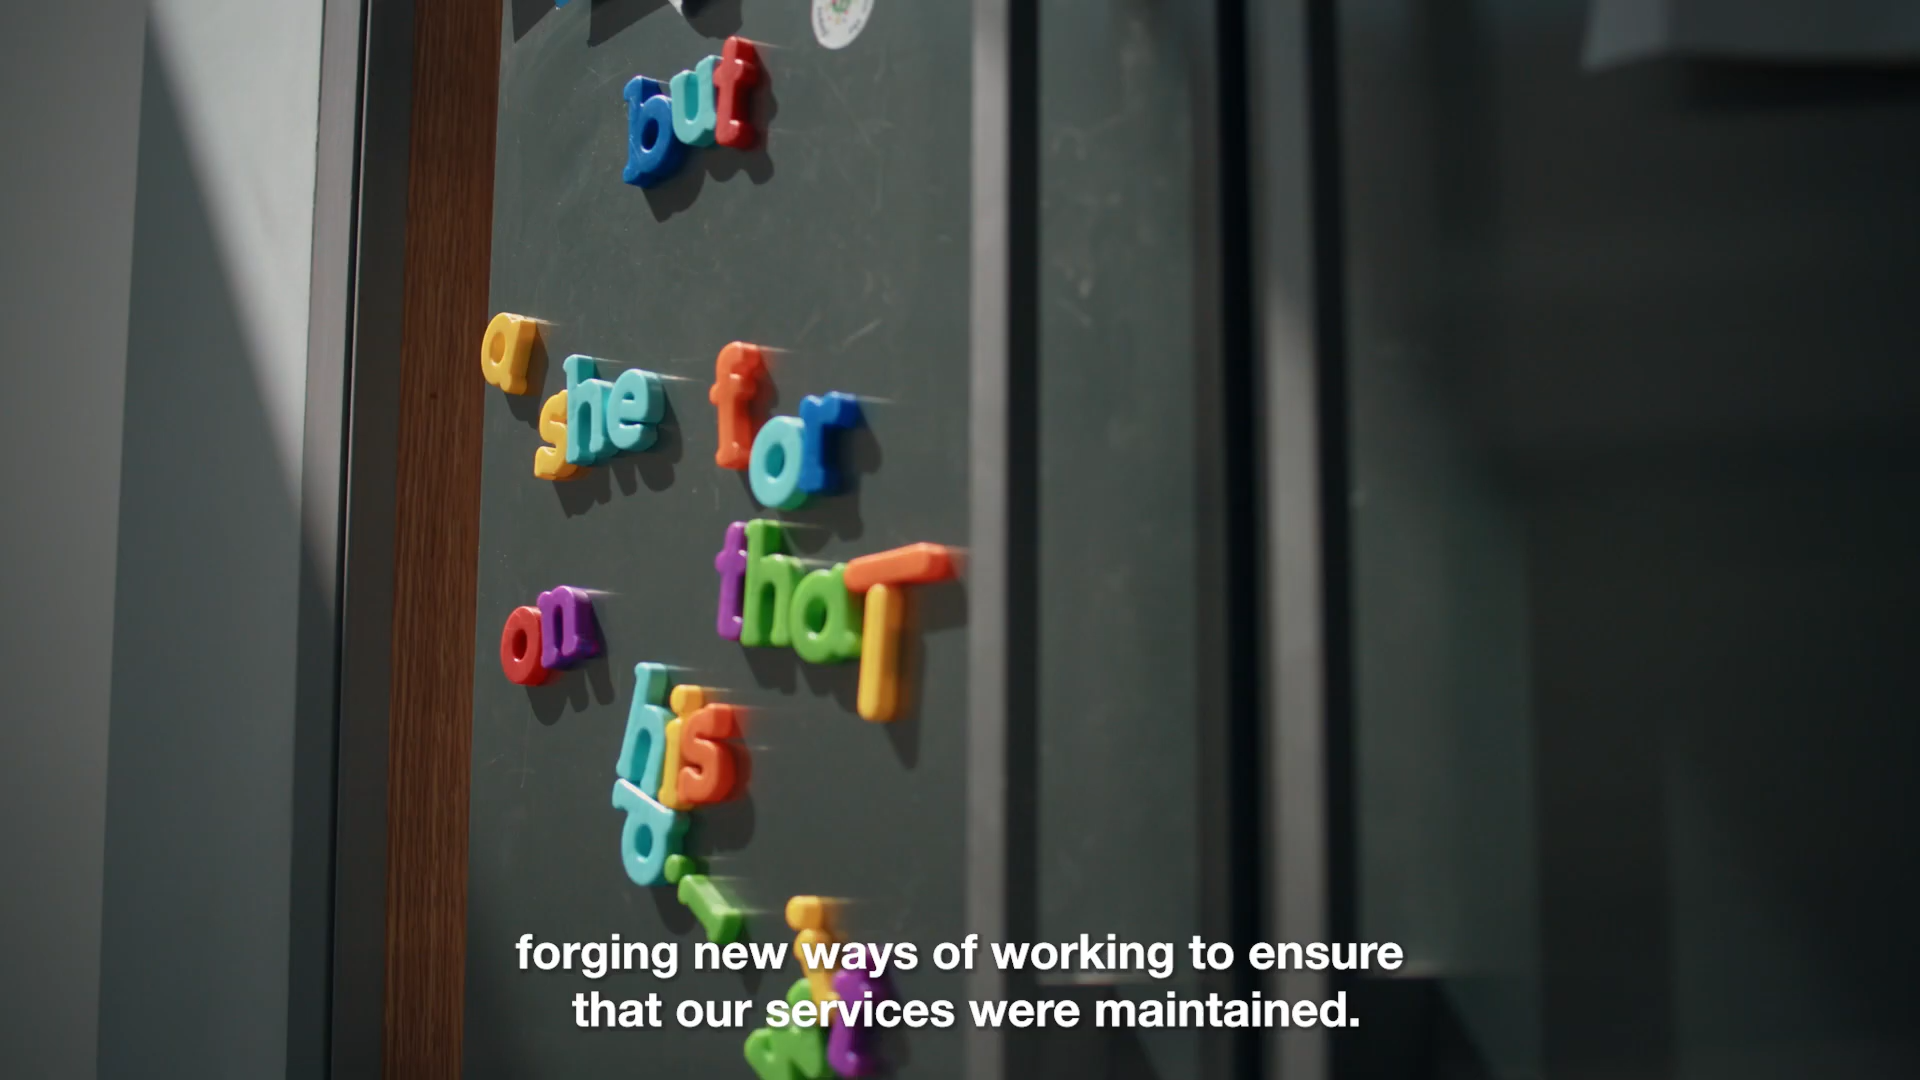 but
a
she
for
thaT
on
his
forging new ways of working to ensure
that our services were maintained.